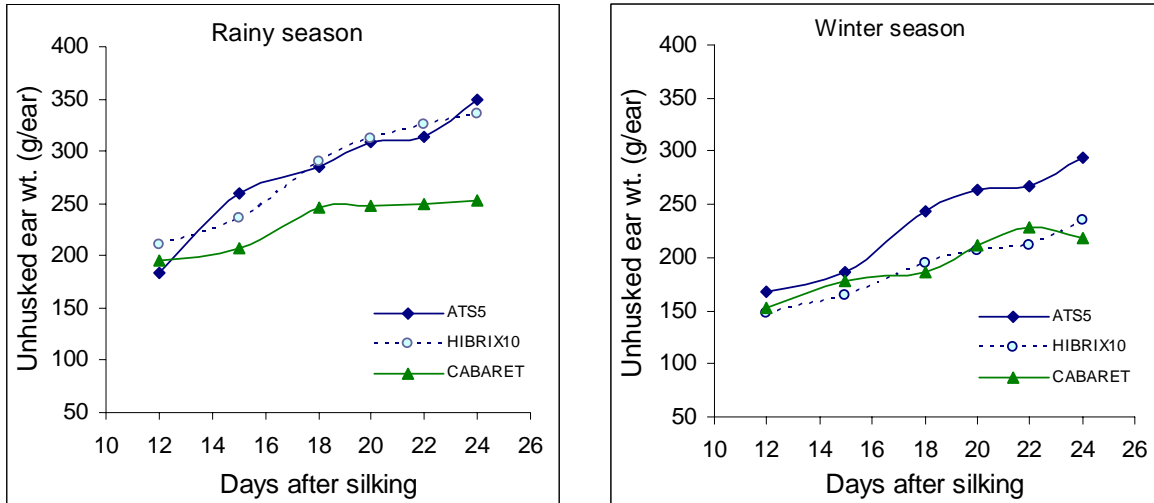 Rainy season
Unhusked ear wt. (g/ear)
400
350
300
250
200
150
100
50
ATS5
HIBRIX10
CABARET
10 12 14 16 18 20 22 24 26
Days after silking
Winter season
Unhusked ear wt. (g/ear)
400
350
300
250
200
150
100
50
ATS5
HIBRIX10
CABARET
10 12 14 16 18 20 22 24 26
Days after silking